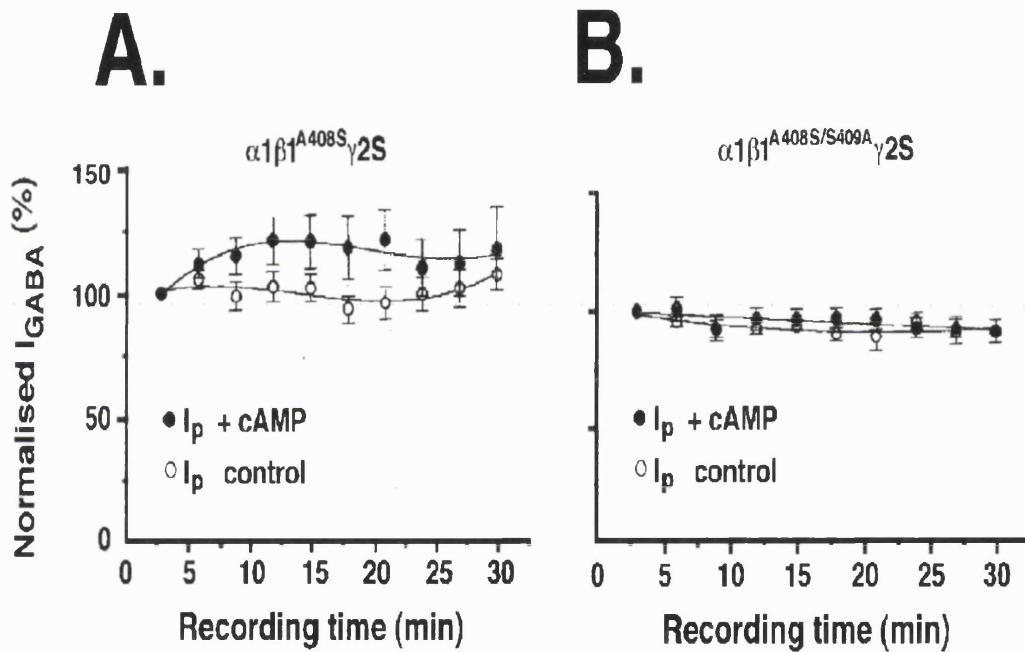 A.
B.
α1β1A408Sγ2S
α1β1A408S/S409Aγ2S
Normalised IGABA (%)
150
100
50
0
Ip + cAMP
Ip control
Ip + cAMP
Ip control
0 5 10 15 20 25 30
0 5 10 15 20 25 30
Recording time (min)
Recording time (min)